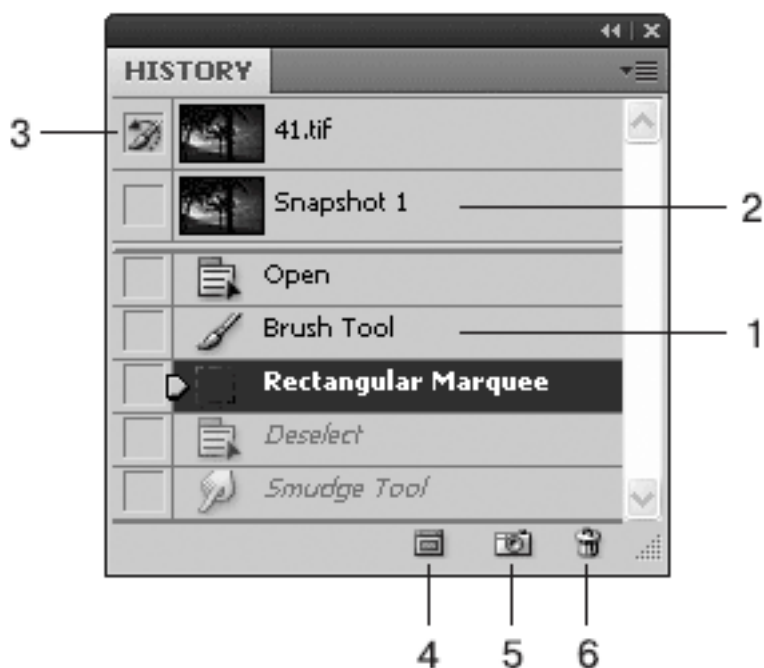 HISTORY
3
41.tif
Snapshot 1
2
Open
Brush Tool
1
Rectangular Marquee
Deselect
Smudge Tool
4 5 6